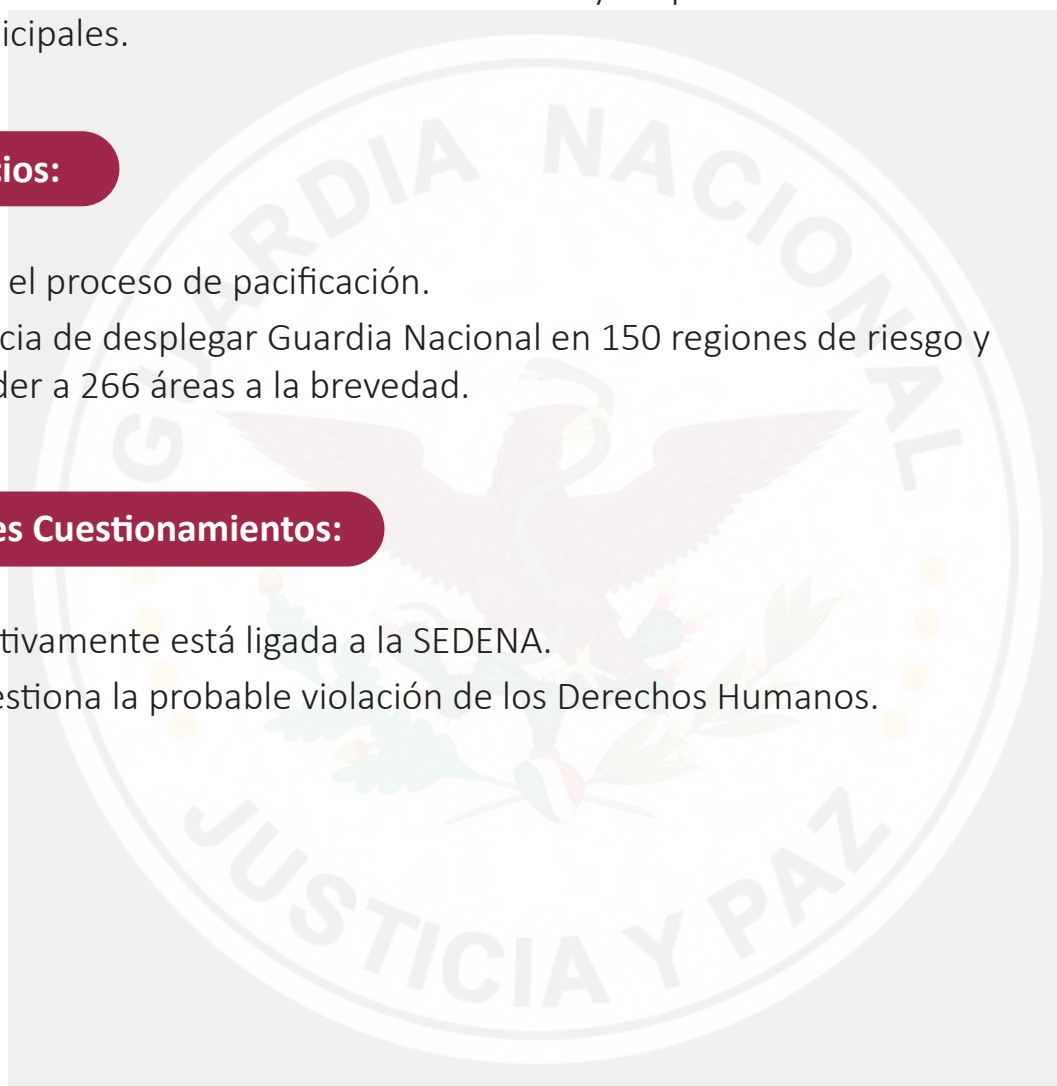 icipales.
ios:
el proceso de pacificación.
cia de desplegar Guardia Nacional en 150 regiones de riesgo y
der a 266 áreas a la brevedad.
es Cuestionamientos:
tivamente está ligada a la SEDENA.
estiona la probable violación de los Derechos Humanos.
GUARDIA NACIONAL
JUSTICIA Y PAZ